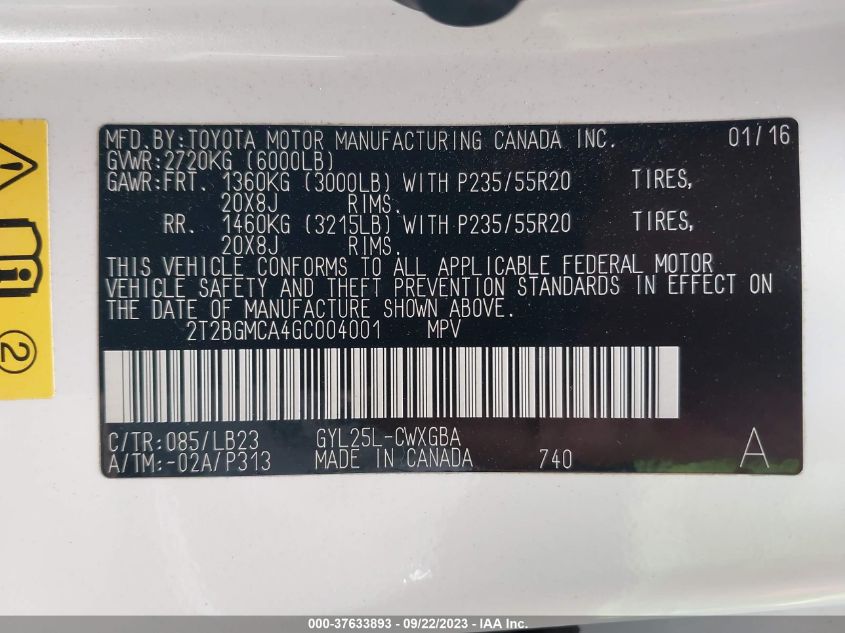 MFD.BY:TOYOTA MOTOR MANUFACTURING CANADA INC. 01/16
GVWR:2720KG (6000LB)
GAWR:FRT. 1360KG (3000LB) WITH P235/55R20 TIRES,
20X8J RIMS.
RR. 1460KG (3215LB) WITH P235/55R20 TIRES,
20X8J RIMS.
THIS VEHICLE CONFORMS TO ALL APPLICABLE FEDERAL MOTOR
VEHICLE SAFETY AND THEFT PREVENTION STANDARDS IN EFFECT ON
THE DATE OF MANUFACTURE SHOWN ABOVE.
2T2BGMCA4GC004001 MPV
C/TR:085/LB23 GYL25L-CWXGBA
A/TM:-02A/P313 MADE IN CANADA 740 A
2
000-37633893 - 09/22/2023 - IAA Inc.